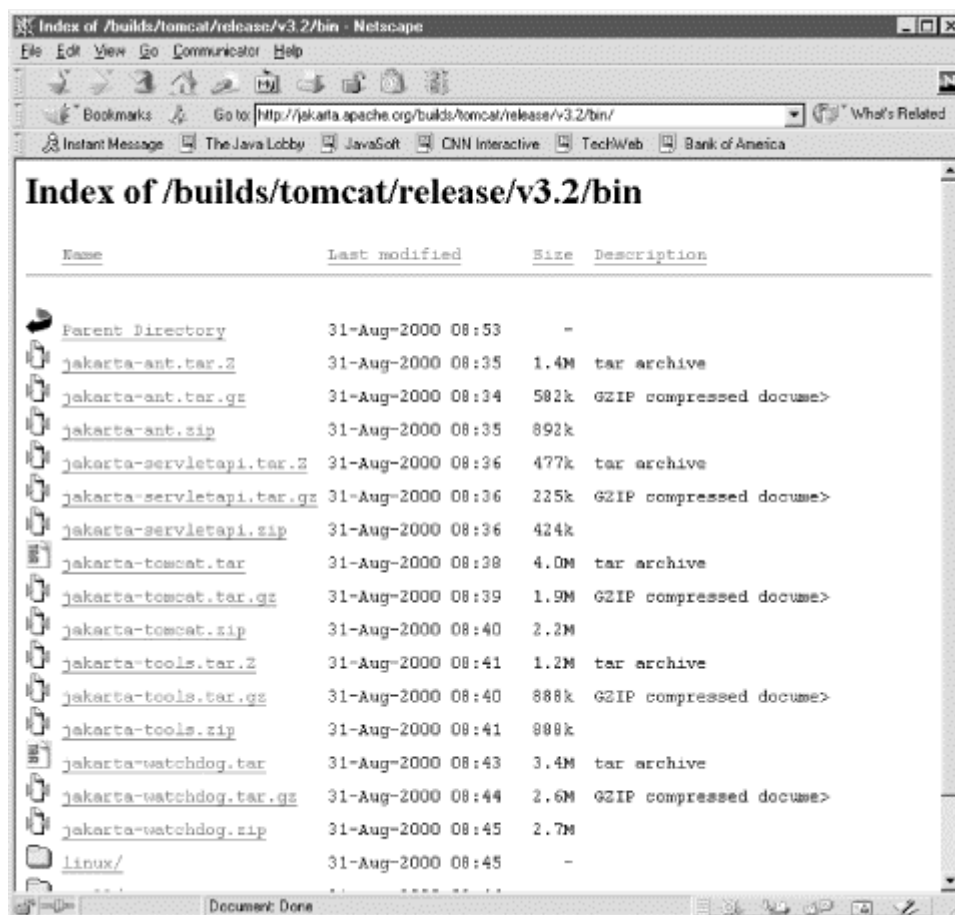 Index of /builds/tomcat/release/v3.2/bin - Netscape
File Edit View Go Communicator Help
Bookmarks Go to: http://jakarta.apache.org/builds/tomcat/release/v3.2/bin/ What's Related
Instant Message The Java Lobby JavaSoft CNN Interactive TechWeb Bank of America
Index of /builds/tomcat/release/v3.2/bin
Name Last modified Size Description
Parent Directory 31-Aug-2000 08:53 -
jakarta-ant.tar.Z 31-Aug-2000 08:35 1.4M tar archive
jakarta-ant.tar.gz 31-Aug-2000 08:34 582k GZIP compressed docume>
jakarta-ant.zip 31-Aug-2000 08:35 892k
jakarta-servletapi.tar.Z 31-Aug-2000 08:36 477k tar archive
jakarta-servletapi.tar.gz 31-Aug-2000 08:36 225k GZIP compressed docume>
jakarta-servletapi.zip 31-Aug-2000 08:36 424k
jakarta-tomcat.tar 31-Aug-2000 08:38 4.0M tar archive
jakarta-tomcat.tar.gz 31-Aug-2000 08:39 1.9M GZIP compressed docume>
jakarta-tomcat.zip 31-Aug-2000 08:40 2.2M
jakarta-tools.tar.Z 31-Aug-2000 08:41 1.2M tar archive
jakarta-tools.tar.gz 31-Aug-2000 08:40 888k GZIP compressed docume>
jakarta-tools.zip 31-Aug-2000 08:41 988k
jakarta-watchdog.tar 31-Aug-2000 08:43 3.4M tar archive
jakarta-watchdog.tar.gz 31-Aug-2000 08:44 2.6M GZIP compressed docume>
jakarta-watchdog.zip 31-Aug-2000 08:45 2.7M
linux/ 31-Aug-2000 08:45 -
Document: Done